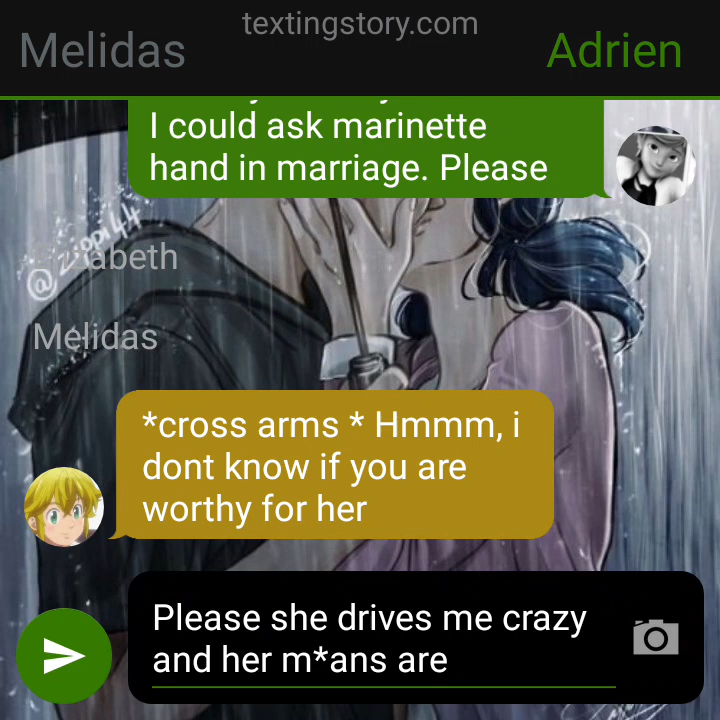 textingstory.com
Melidas
Adrien
I could ask marinette
hand in marriage. Please
Melidas
*cross arms * Hmmm, i
dont know if you are
worthy for her
Please she drives me crazy
and her m*ans are